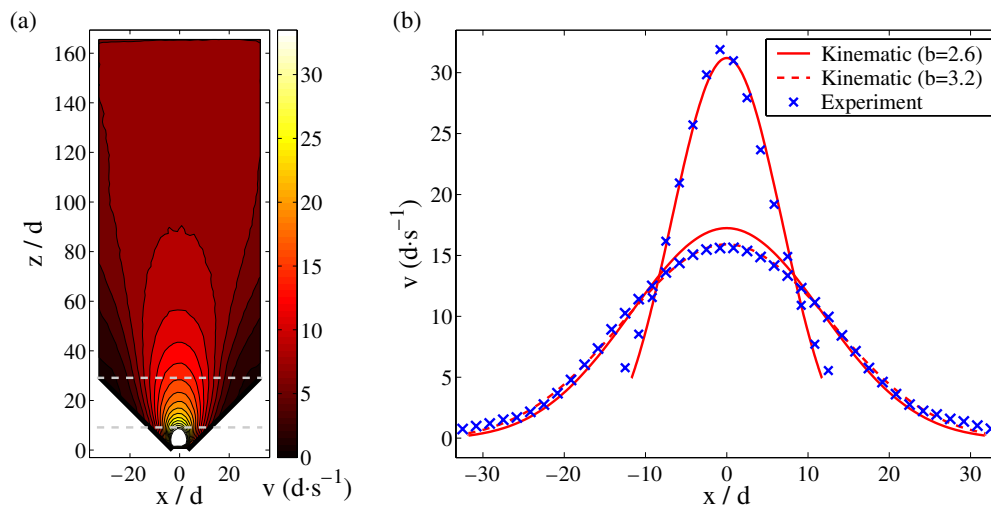 (a)
160
140
120
100
80
60
40
20
0
z / d
−20 0 20
x / d
30
25
20
15
10
5
0
v (d·s⁻¹)
(b)
Kinematic (b=2.6)
Kinematic (b=3.2)
Experiment
30
25
20
15
10
5
0
v (d·s⁻¹)
−30 −20 −10 0 10 20 30
x / d